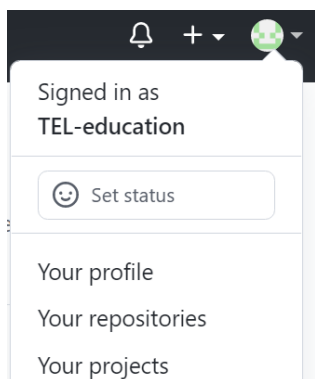 Signed in as
TEL-education
Set status
Your profile
Your repositories
Your projects